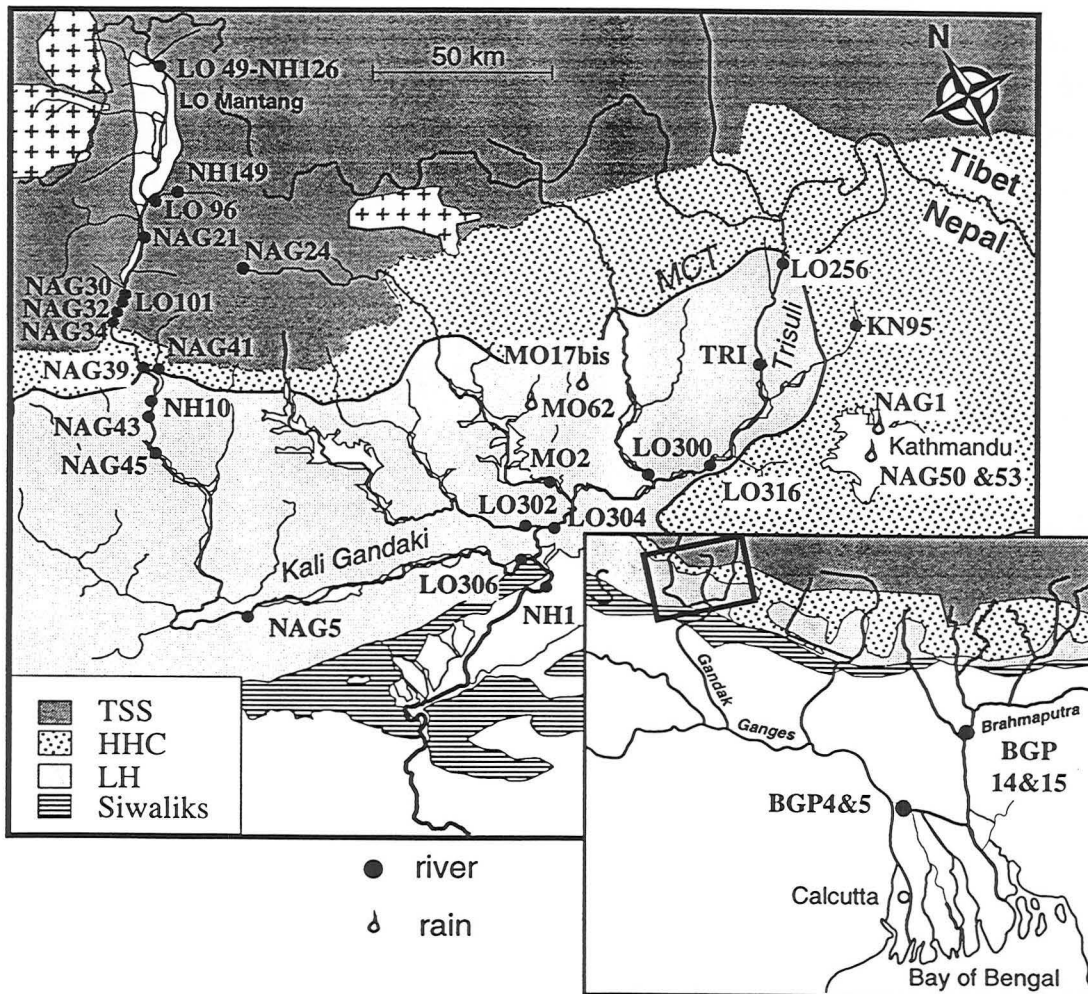 50 km
N
LO 49-NH126
LO Mantang
NH149
LO 96
NAG21
NAG24
Tibet
Nepal
MCT
LO256
NAG30
LO101
NAG32
NAG34
Trisuli
KN95
NAG41
NAG39
MO17bis
TRI
MO62
NH10
NAG43
NAG1
Kathmandu
NAG45
MO2
LO300
NAG50 &53
LO302
LO304
LO316
Kali Gandaki
LO306
NH1
NAG5
TSS
HHC
LH
Siwaliks
Gandak
Ganges
Brahmaputra
BGP
14&15
BGP4&5
Calcutta
Bay of Bengal
river
rain